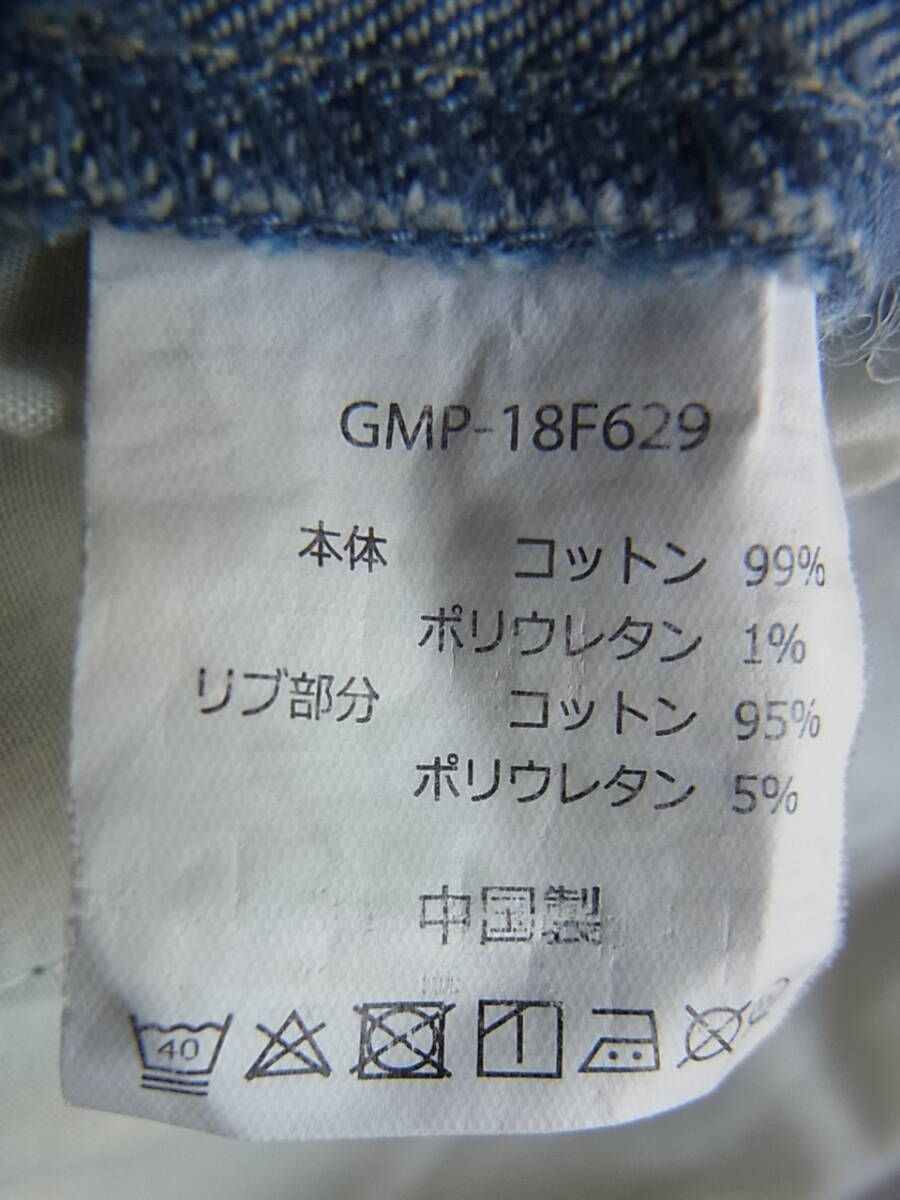 GMP-18F629
本体 コットン 99%
ポリウレタン 1%
リブ部分 コットン 95%
ポリウレタン 5%
中国製
40